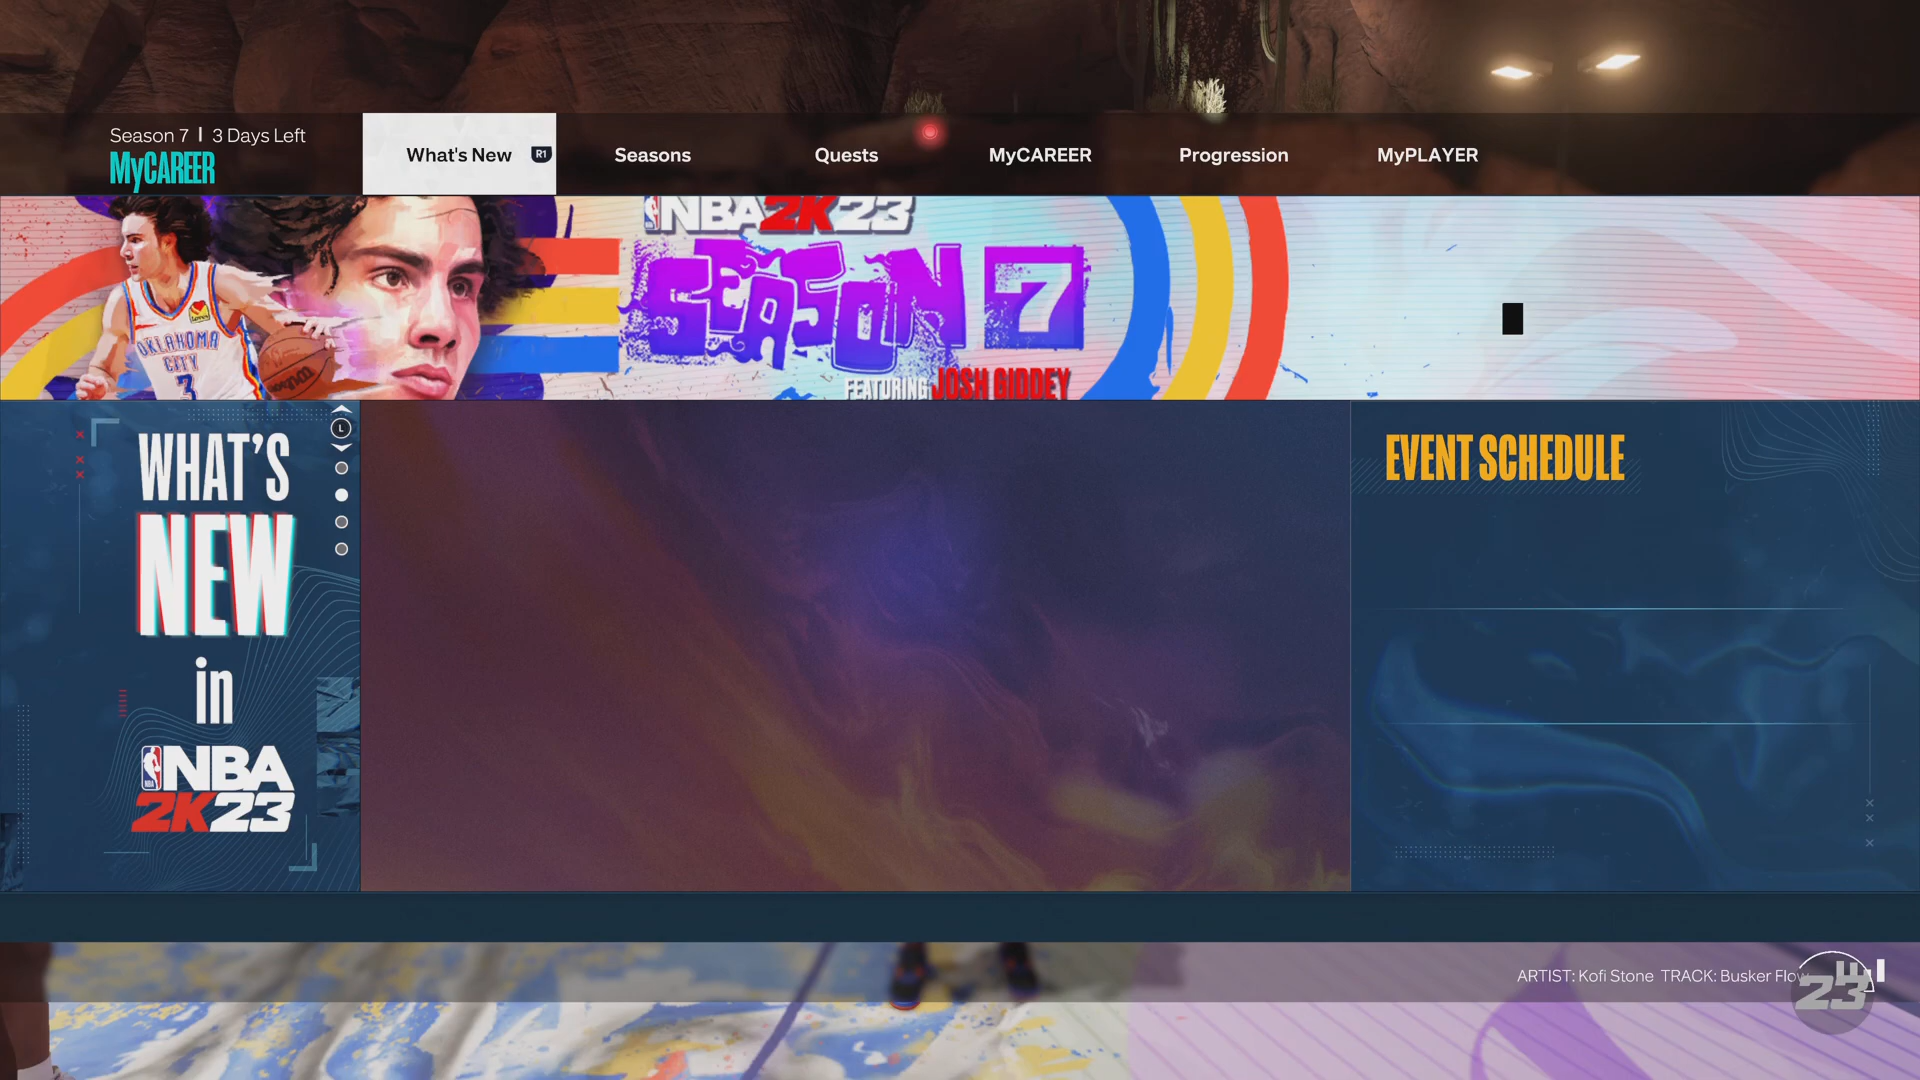 Season 7 | 3 Days Left
MyCAREER
What's New R1
Seasons
Quests
MyCAREER
Progression
MyPLAYER
NBA 2K23
SEASON 7
FEATURING JOSH GIDDEY
OKLAHOMA
CITY
3
WHAT'S
NEW
in
NBA
2K23
L
EVENT SCHEDULE
ARTIST: Kofi Stone TRACK: Busker Flow
23